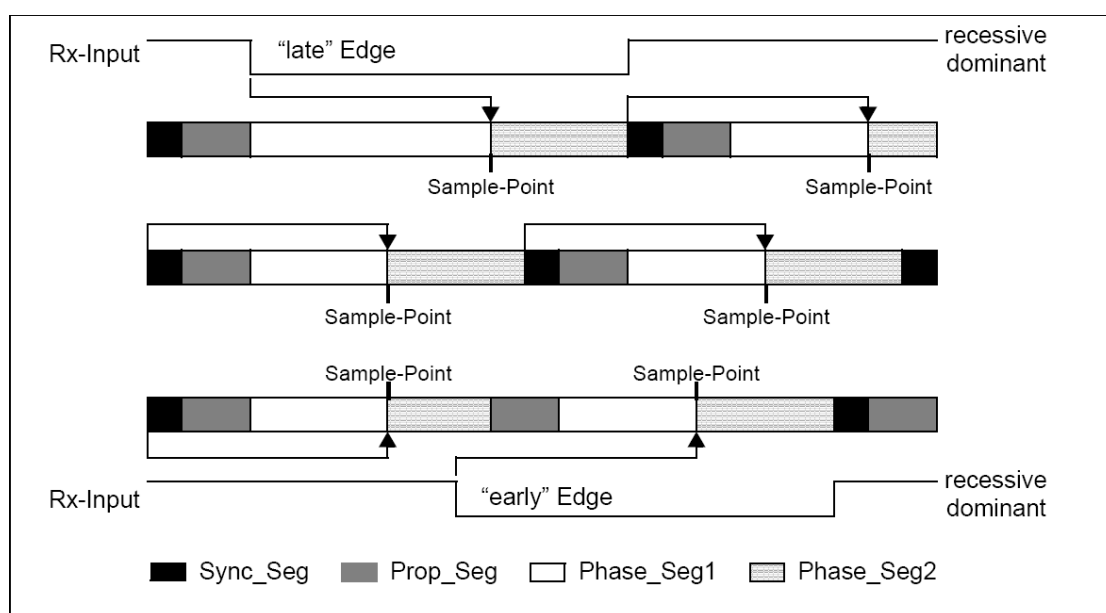 Rx-Input
“late” Edge
recessive
dominant
Sample-Point
Sample-Point
Sample-Point
Sample-Point
Sample-Point
Sample-Point
Rx-Input
“early” Edge
recessive
dominant
Sync_Seg
Prop_Seg
Phase_Seg1
Phase_Seg2